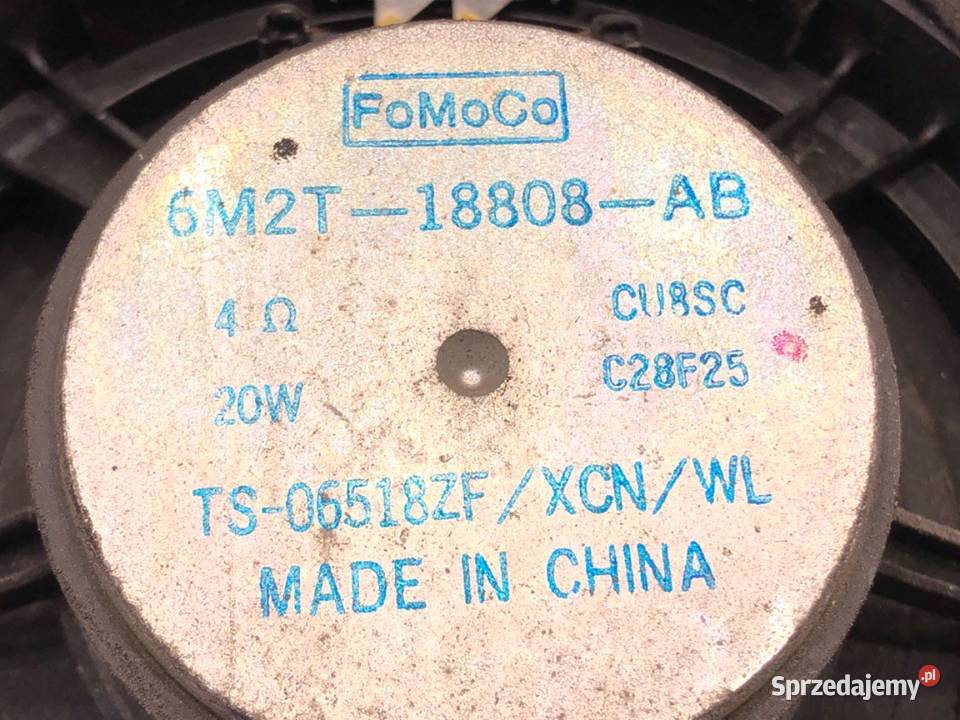 FoMoCo
6M2T-18808-AB
4 Ω CU8SC
20W C28F25
TS-06518ZF/XCN/WL
MADE IN CHINA
Sprzedajemy.pl